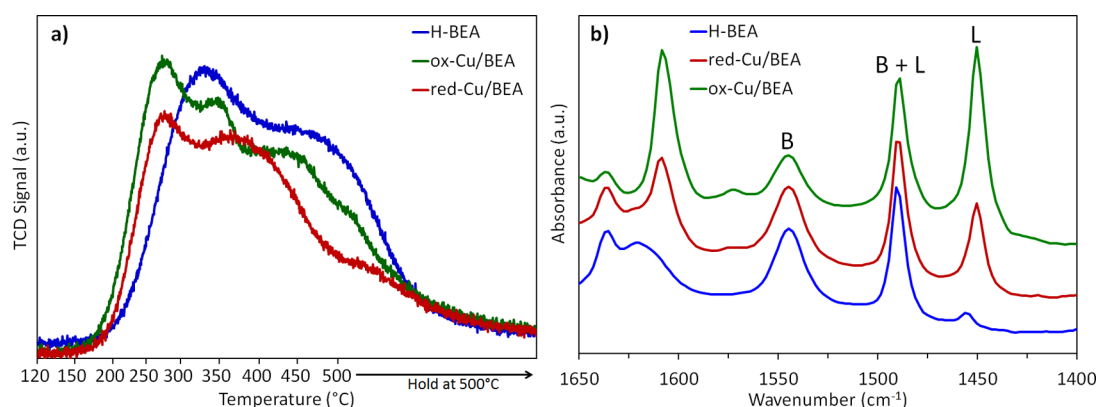 a)
H-BEA
ox-Cu/BEA
red-Cu/BEA
TCD Signal (a.u.)
120 150 200 250 300 350 400 450 500
Hold at 500°C
Temperature (°C)
b)
H-BEA
red-Cu/BEA
ox-Cu/BEA
B
B + L
L
Absorbance (a.u.)
1650 1600 1550 1500 1450 1400
Wavenumber (cm⁻¹)